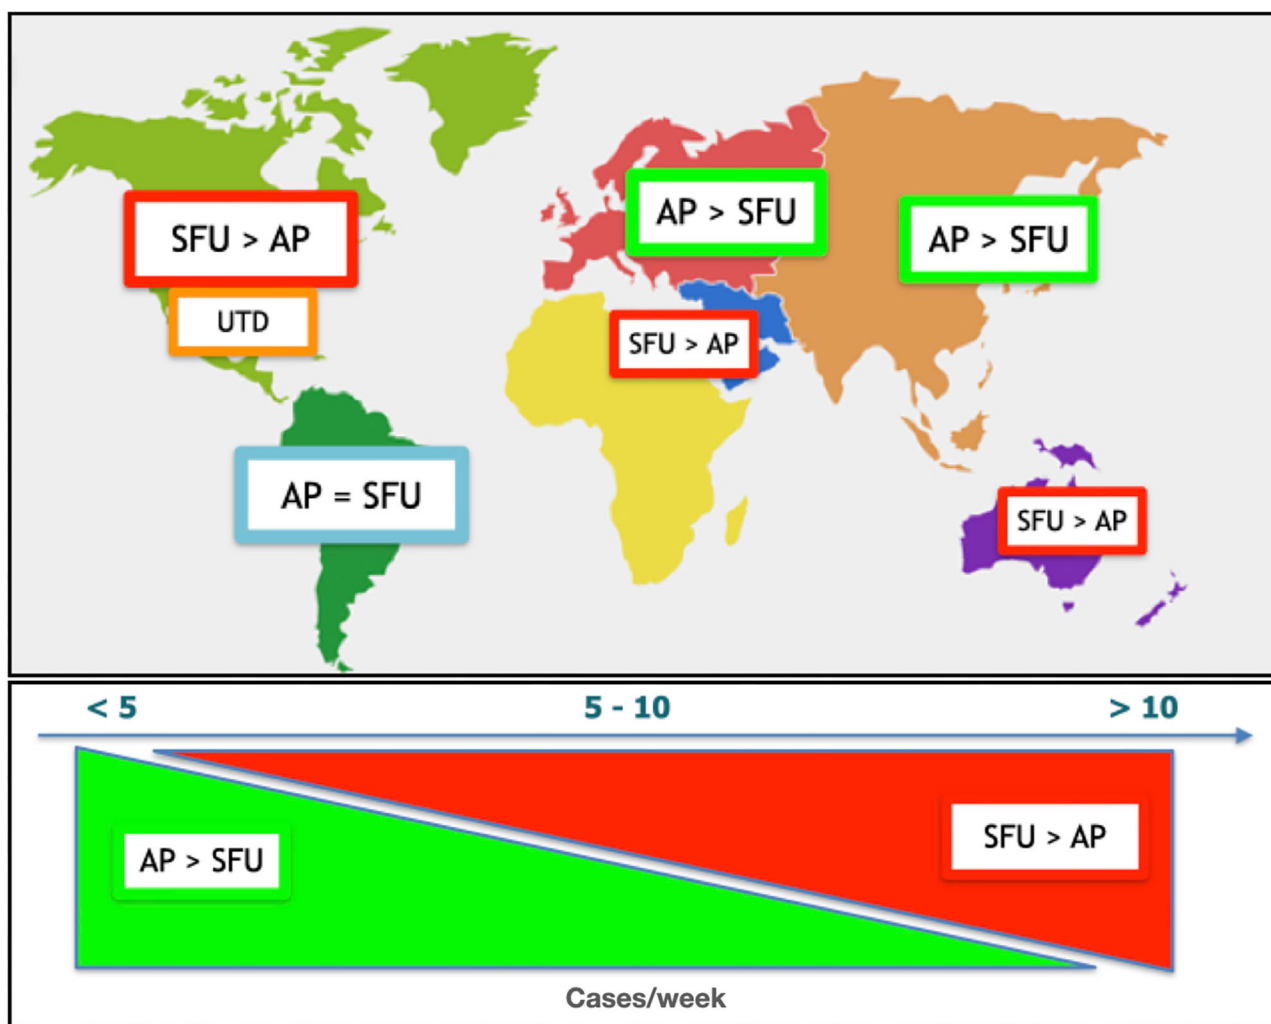 AP > SFU
AP > SFU
SFU > AP
UTD
SFU > AP
AP = SFU
SFU > AP
< 5
5 - 10
> 10
AP > SFU
SFU > AP
Cases/week